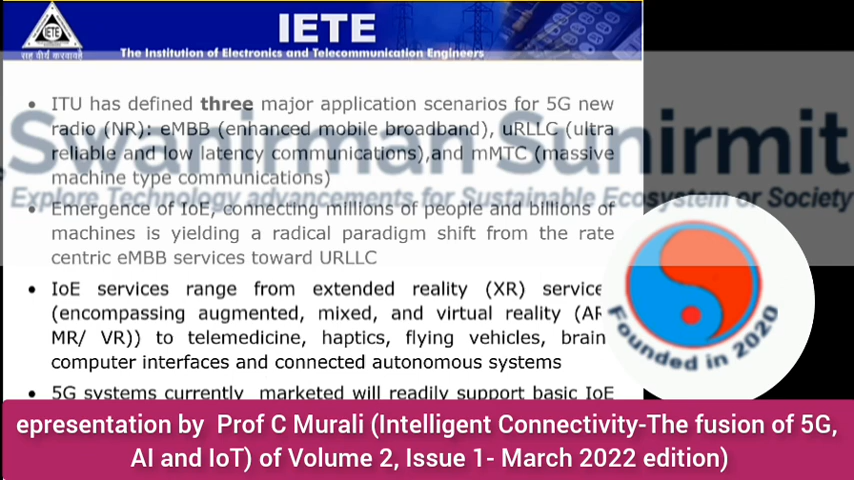 IETE
IETE
सह वीर्यं करवावहै
The Institution of Electronics and Telecommunication Engineers
• ITU has defined three major application scenarios for 5G new
radio (NR): eMBB (enhanced mobile broadband), uRLLC (ultra
reliable and low latency communications),and mMTC (massive
machine type communications)
Svanirman Sanirmit
Explore Technology advancements for Sustainable Ecosystem or Society
• Emergence of IoE, connecting millions of people and billions of
machines is yielding a radical paradigm shift from the rate
centric eMBB services toward URLLC
• IoE services range from extended reality (XR) service
(encompassing augmented, mixed, and virtual reality (AR
MR/ VR)) to telemedicine, haptics, flying vehicles, brain
computer interfaces and connected autonomous systems
• 5G systems currently marketed will readily support basic IoE
Founded in 2020
epresentation by Prof C Murali (Intelligent Connectivity-The fusion of 5G,
AI and IoT) of Volume 2, Issue 1- March 2022 edition)